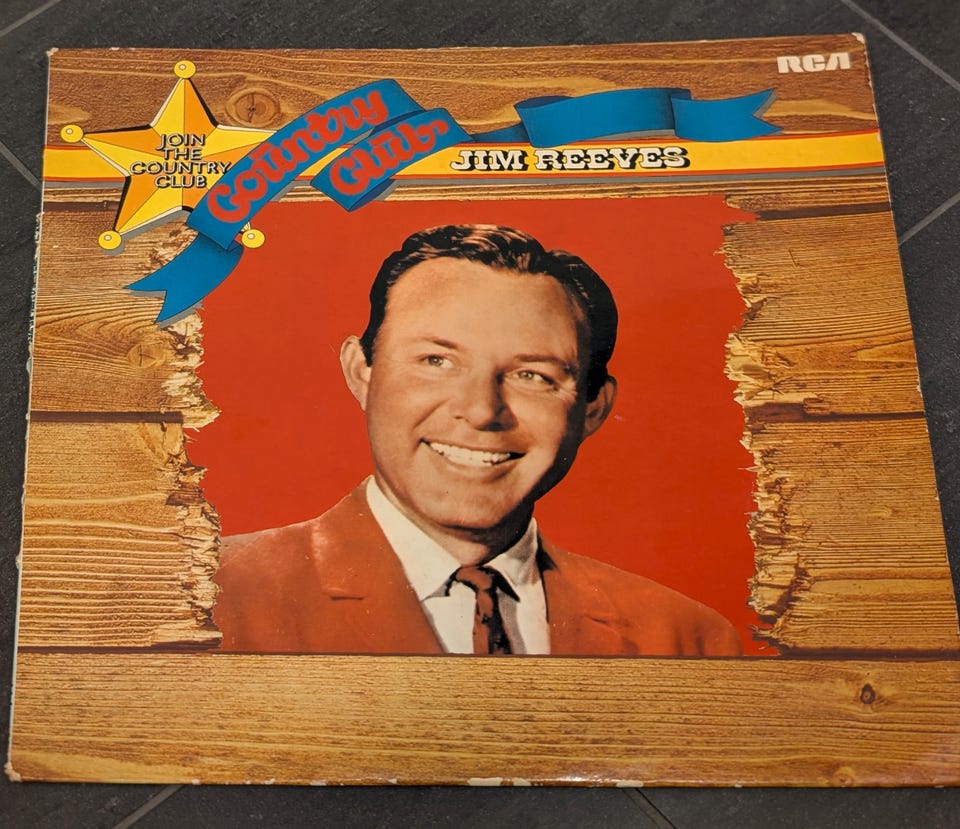 RCA
JOIN
THE
COUNTRY
CLUB
Country
Club
JIM REEVES